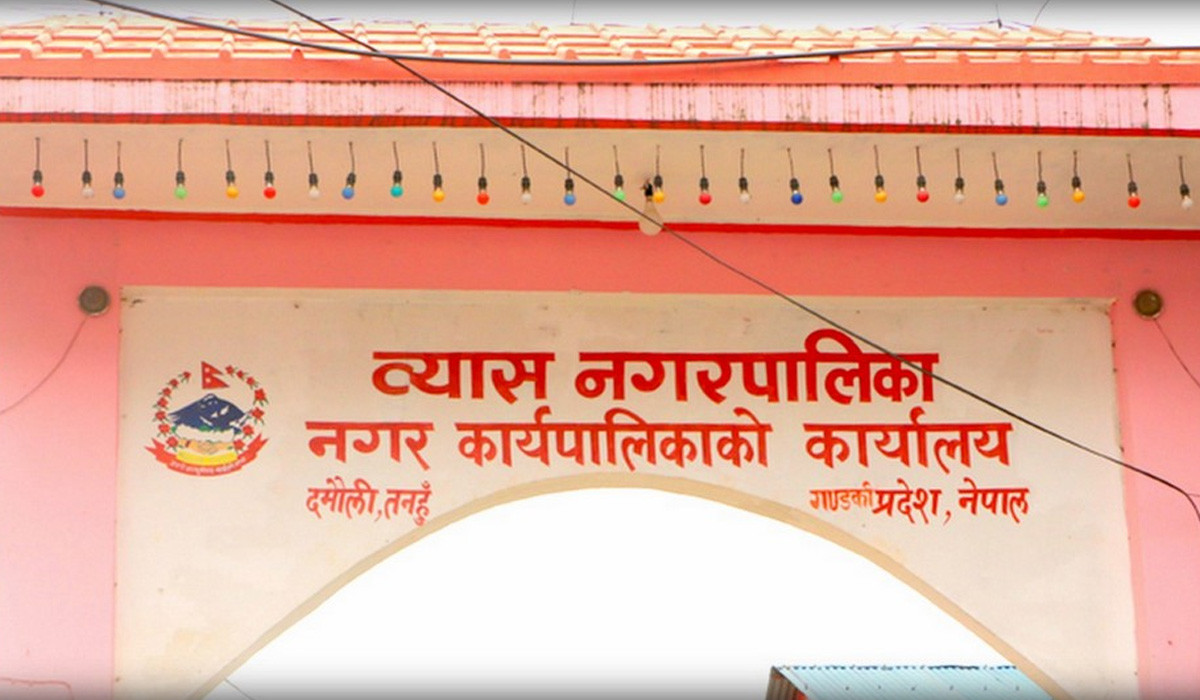 व्यास नगरपालिका
नगर कार्यपालिकाको कार्यालय
दमौली, तनहुँ गण्डकी प्रदेश, नेपाल